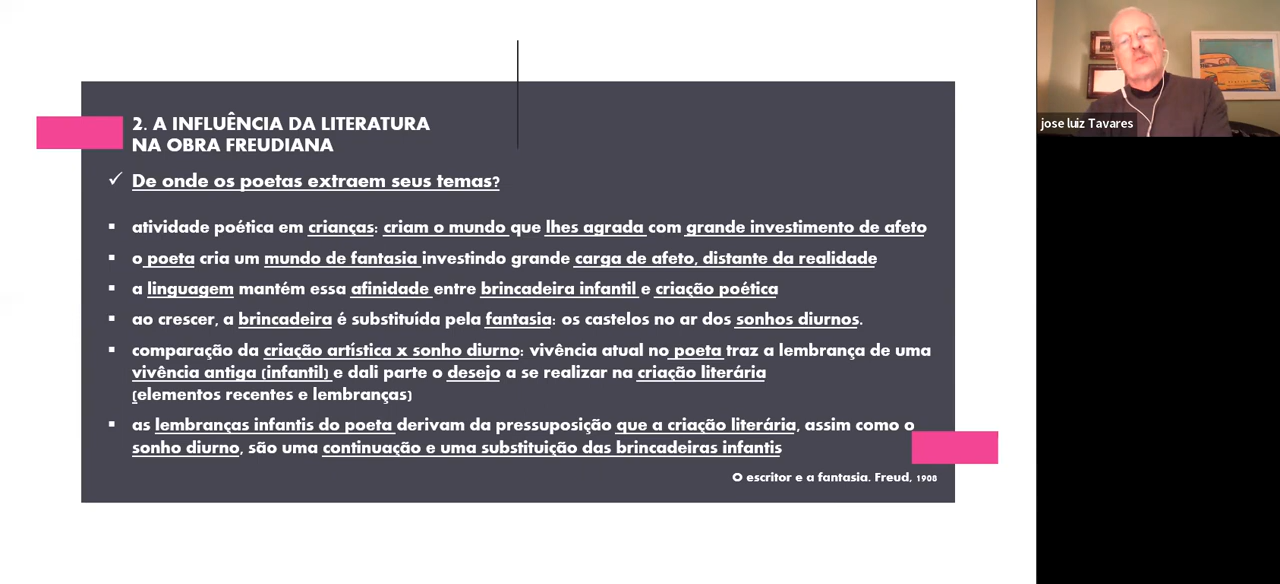 2. A INFLUÊNCIA DA LITERATURA
NA OBRA FREUDIANA
De onde os poetas extraem seus temas?
atividade poética em crianças: criam o mundo que lhes agrada com grande investimento de afeto
o poeta cria um mundo de fantasia investindo grande carga de afeto, distante da realidade
a linguagem mantém essa afinidade entre brincadeira infantil e criação poética
ao crescer, a brincadeira é substituída pela fantasia: os castelos no ar dos sonhos diurnos.
comparação da criação artística x sonho diurno: vivência atual no poeta traz a lembrança de uma
vivência antiga (infantil) e dali parte o desejo a se realizar na criação literária
(elementos recentes e lembranças)
as lembranças infantis do poeta derivam da pressuposição que a criação literária, assim como o
sonho diurno, são uma continuação e uma substituição das brincadeiras infantis
O escritor e a fantasia. Freud, 1908
jose luiz Tavares